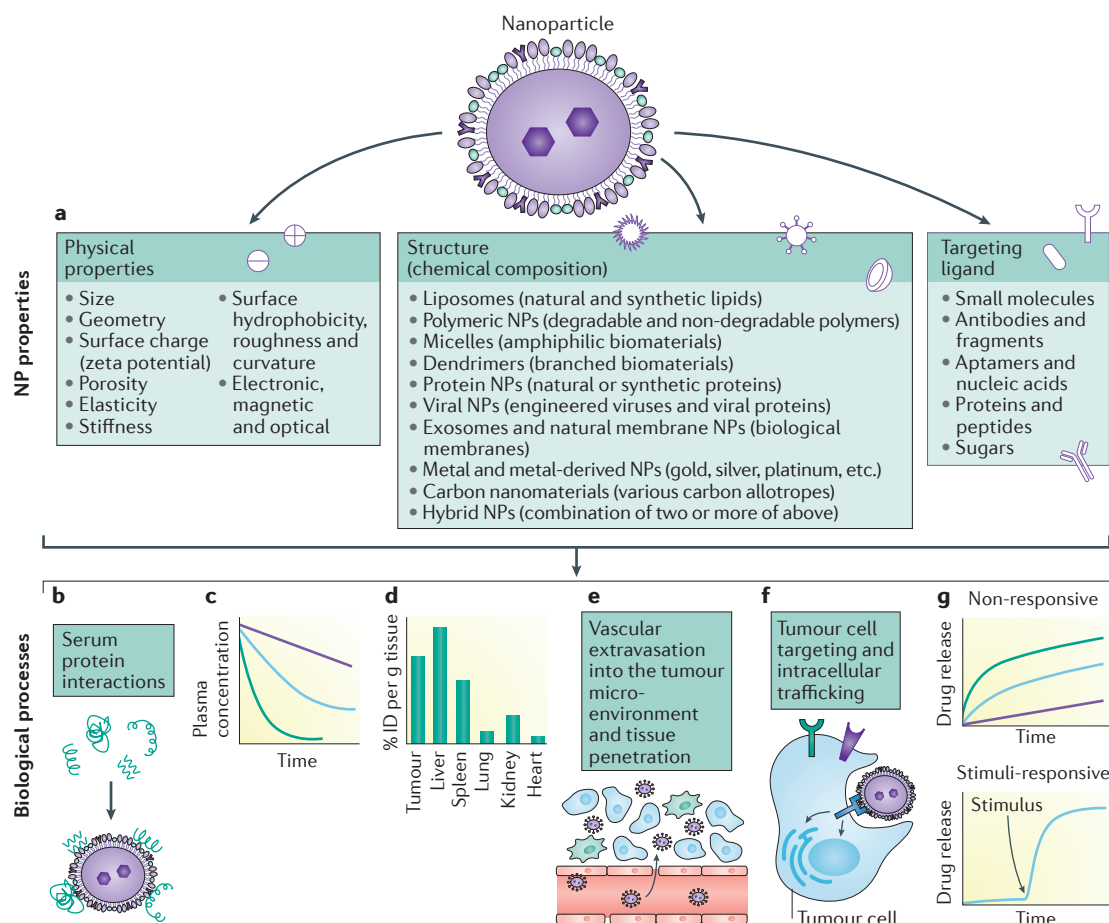 Nanoparticle
a
NP properties
Physical
properties
• Size
• Geometry
• Surface charge
(zeta potential)
• Porosity
• Elasticity
• Stiffness
• Surface
hydrophobicity,
roughness and
curvature
• Electronic,
magnetic
and optical
Structure
(chemical composition)
• Liposomes (natural and synthetic lipids)
• Polymeric NPs (degradable and non-degradable polymers)
• Micelles (amphiphilic biomaterials)
• Dendrimers (branched biomaterials)
• Protein NPs (natural or synthetic proteins)
• Viral NPs (engineered viruses and viral proteins)
• Exosomes and natural membrane NPs (biological
membranes)
• Metal and metal-derived NPs (gold, silver, platinum, etc.)
• Carbon nanomaterials (various carbon allotropes)
• Hybrid NPs (combination of two or more of above)
Targeting
ligand
• Small molecules
• Antibodies and
fragments
• Aptamers and
nucleic acids
• Proteins and
peptides
• Sugars
Biological processes
b
Serum
protein
interactions
c
Plasma
concentration
Time
d
% ID per g tissue
Tumour
Liver
Spleen
Lung
Kidney
Heart
e
Vascular
extravasation
into the tumour
micro-
environment
and tissue
penetration
f
Tumour cell
targeting and
intracellular
trafficking
Tumour cell
g
Non-responsive
Drug release
Time
Stimuli-responsive
Stimulus
Drug release
Time